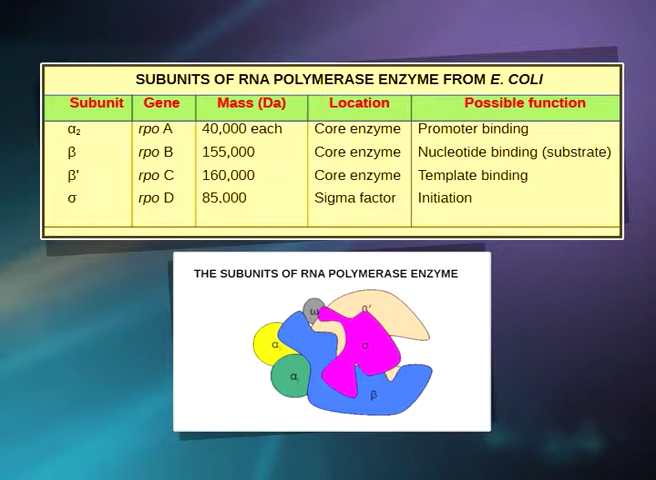 SUBUNITS OF RNA POLYMERASE ENZYME FROM E. COLI
Subunit Gene Mass (Da) Location Possible function
α₂ rpo A 40,000 each Core enzyme Promoter binding
β rpo B 155,000 Core enzyme Nucleotide binding (substrate)
β' rpo C 160,000 Core enzyme Template binding
σ rpo D 85,000 Sigma factor Initiation
THE SUBUNITS OF RNA POLYMERASE ENZYME
ω β'
α σ
α
β